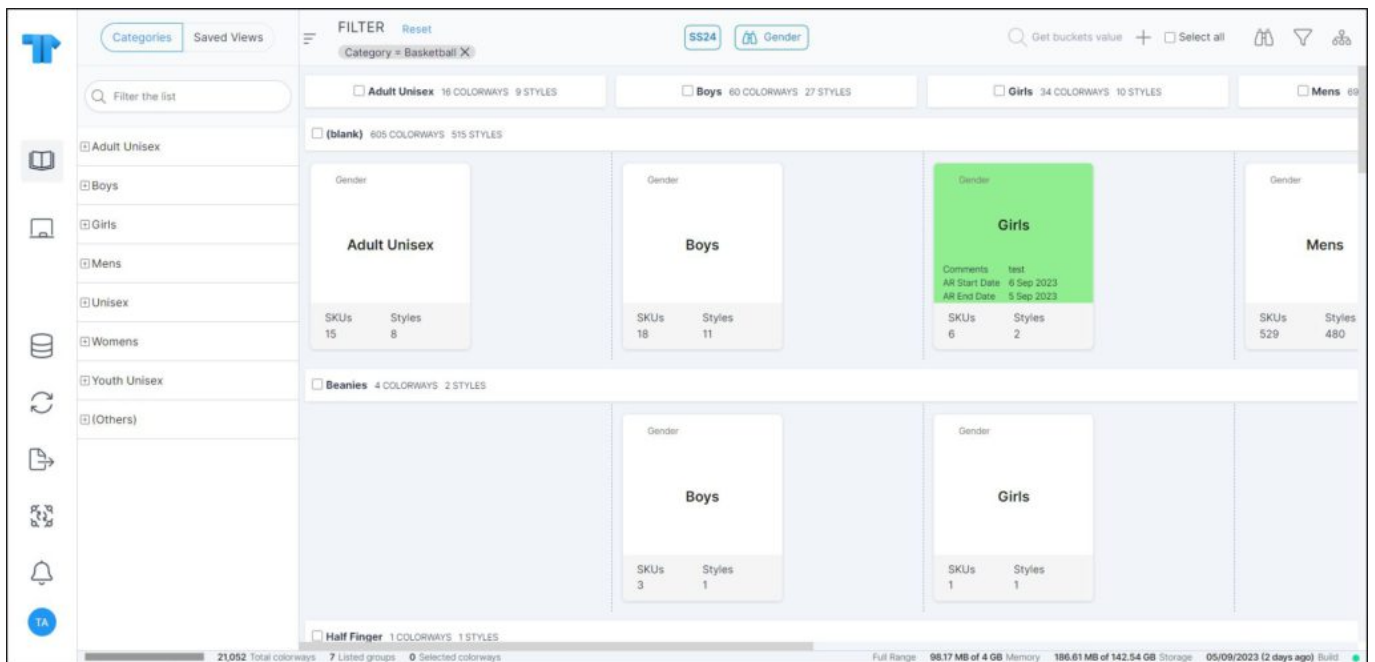 Categories Saved Views
Filter the list
Adult Unisex
Boys
Girls
Mens
Unisex
Womens
Youth Unisex
(Others)
TA
FILTER Reset
Category = Basketball X
SS24 Gender
Get buckets value Select all
Adult Unisex 16 COLORWAYS 9 STYLES
Boys 60 COLORWAYS 27 STYLES
Girls 34 COLORWAYS 10 STYLES
Mens 69
(blank) 605 COLORWAYS 515 STYLES
Gender
Adult Unisex
SKUs Styles
15 8
Gender
Boys
SKUs Styles
18 11
Gender
Girls
Comments test
AR Start Date 6 Sep 2023
AR End Date 5 Sep 2023
SKUs Styles
6 2
Gender
Mens
SKUs Styles
529 480
Beanies 4 COLORWAYS 2 STYLES
Gender
Boys
SKUs Styles
3 1
Gender
Girls
SKUs Styles
1 1
Half Finger 1 COLORWAYS 1 STYLES
21,052 Total colorways 7 Listed groups 0 Selected colorways
Full Range 98.17 MB of 4 GB Memory 186.61 MB of 142.54 GB Storage 05/09/2023 (2 days ago) Build